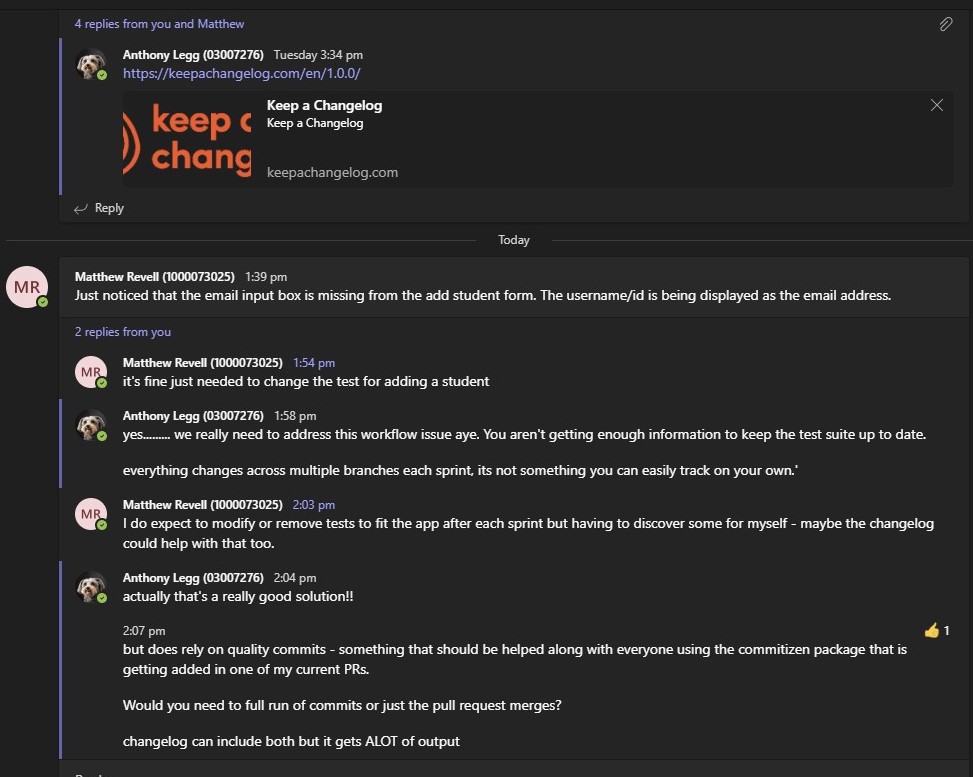 4 replies from you and Matthew
Anthony Legg (03007276) Tuesday 3:34 pm
https://keepachangelog.com/en/1.0.0/
keep c
chang
Keep a Changelog
Keep a Changelog
keepachangelog.com
Reply
Today
MR
Matthew Revell (1000073025) 1:39 pm
Just noticed that the email input box is missing from the add student form. The username/id is being displayed as the email address.
2 replies from you
MR
Matthew Revell (1000073025) 1:54 pm
it's fine just needed to change the test for adding a student
Anthony Legg (03007276) 1:58 pm
yes......... we really need to address this workflow issue aye. You aren't getting enough information to keep the test suite up to date.
everything changes across multiple branches each sprint, its not something you can easily track on your own.'
MR
Matthew Revell (1000073025) 2:03 pm
I do expect to modify or remove tests to fit the app after each sprint but having to discover some for myself - maybe the changelog
could help with that too.
Anthony Legg (03007276) 2:04 pm
actually that's a really good solution!!
2:07 pm
👍 1
but does rely on quality commits - something that should be helped along with everyone using the commitizen package that is
getting added in one of my current PRs.
Would you need to full run of commits or just the pull request merges?
changelog can include both but it gets ALOT of output